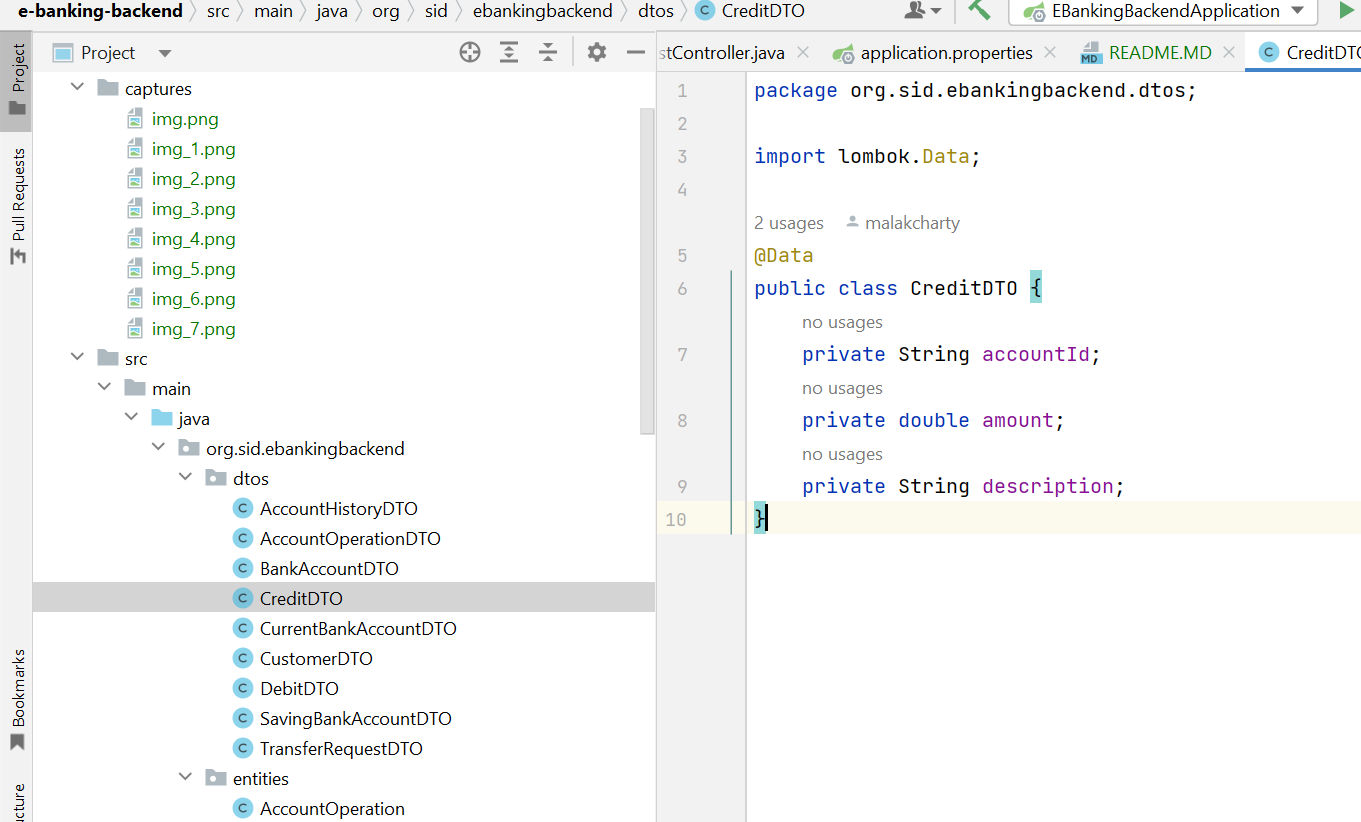 e-banking-backend src main java org sid ebankingbackend dtos CreditDTO EBankingBackendApplication
Project
Pull Requests
Bookmarks
ucture
Project
captures
img.png
img_1.png
img_2.png
img_3.png
img_4.png
img_5.png
img_6.png
img_7.png
src
main
java
org.sid.ebankingbackend
dtos
AccountHistoryDTO
AccountOperationDTO
BankAccountDTO
CreditDTO
CurrentBankAccountDTO
CustomerDTO
DebitDTO
SavingBankAccountDTO
TransferRequestDTO
entities
AccountOperation
stController.java application.properties MD README.MD CreditDTO
1 package org.sid.ebankingbackend.dtos;
2
3 import lombok.Data;
4
2 usages malakcharty
5 @Data
6 public class CreditDTO {
no usages
7 private String accountId;
no usages
8 private double amount;
no usages
9 private String description;
10 }